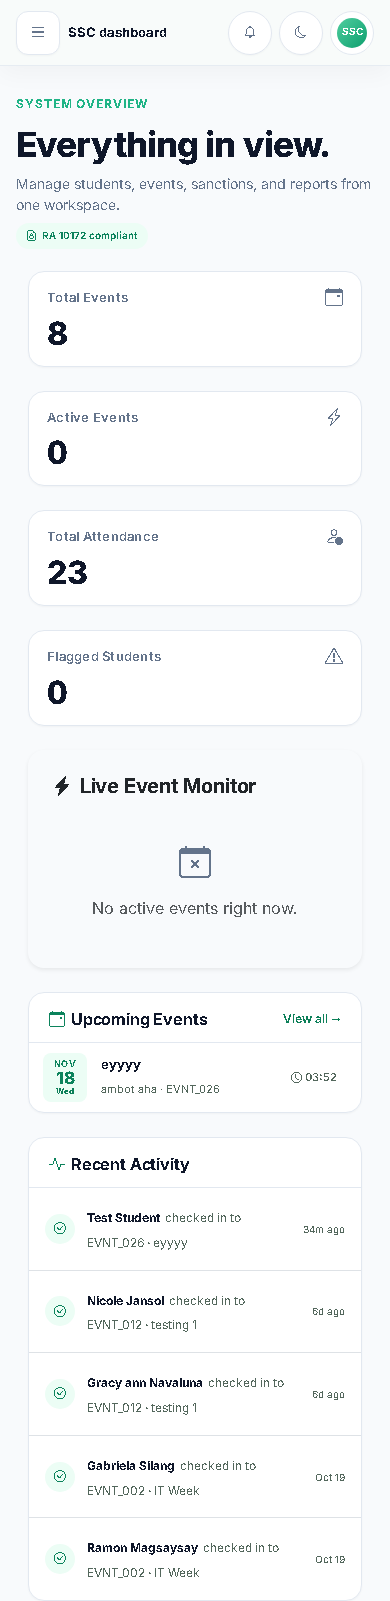 SSC dashboard
SSC
SYSTEM OVERVIEW
Everything in view.
Manage students, events, sanctions, and reports from
one workspace.
RA 10172 compliant
Total Events
8
Active Events
0
Total Attendance
23
Flagged Students
0
Live Event Monitor
No active events right now.
Upcoming Events
View all →
NOV
18
Wed
eyyyy
ambot aha · EVNT_026
03:52
Recent Activity
Test Student checked in to
EVNT_026 · eyyyy
34m ago
Nicole Jansol checked in to
EVNT_012 · testing 1
6d ago
Gracy ann Navaluna checked in to
EVNT_012 · testing 1
6d ago
Gabriela Silang checked in to
EVNT_002 · IT Week
Oct 19
Ramon Magsaysay checked in to
EVNT_002 · IT Week
Oct 19